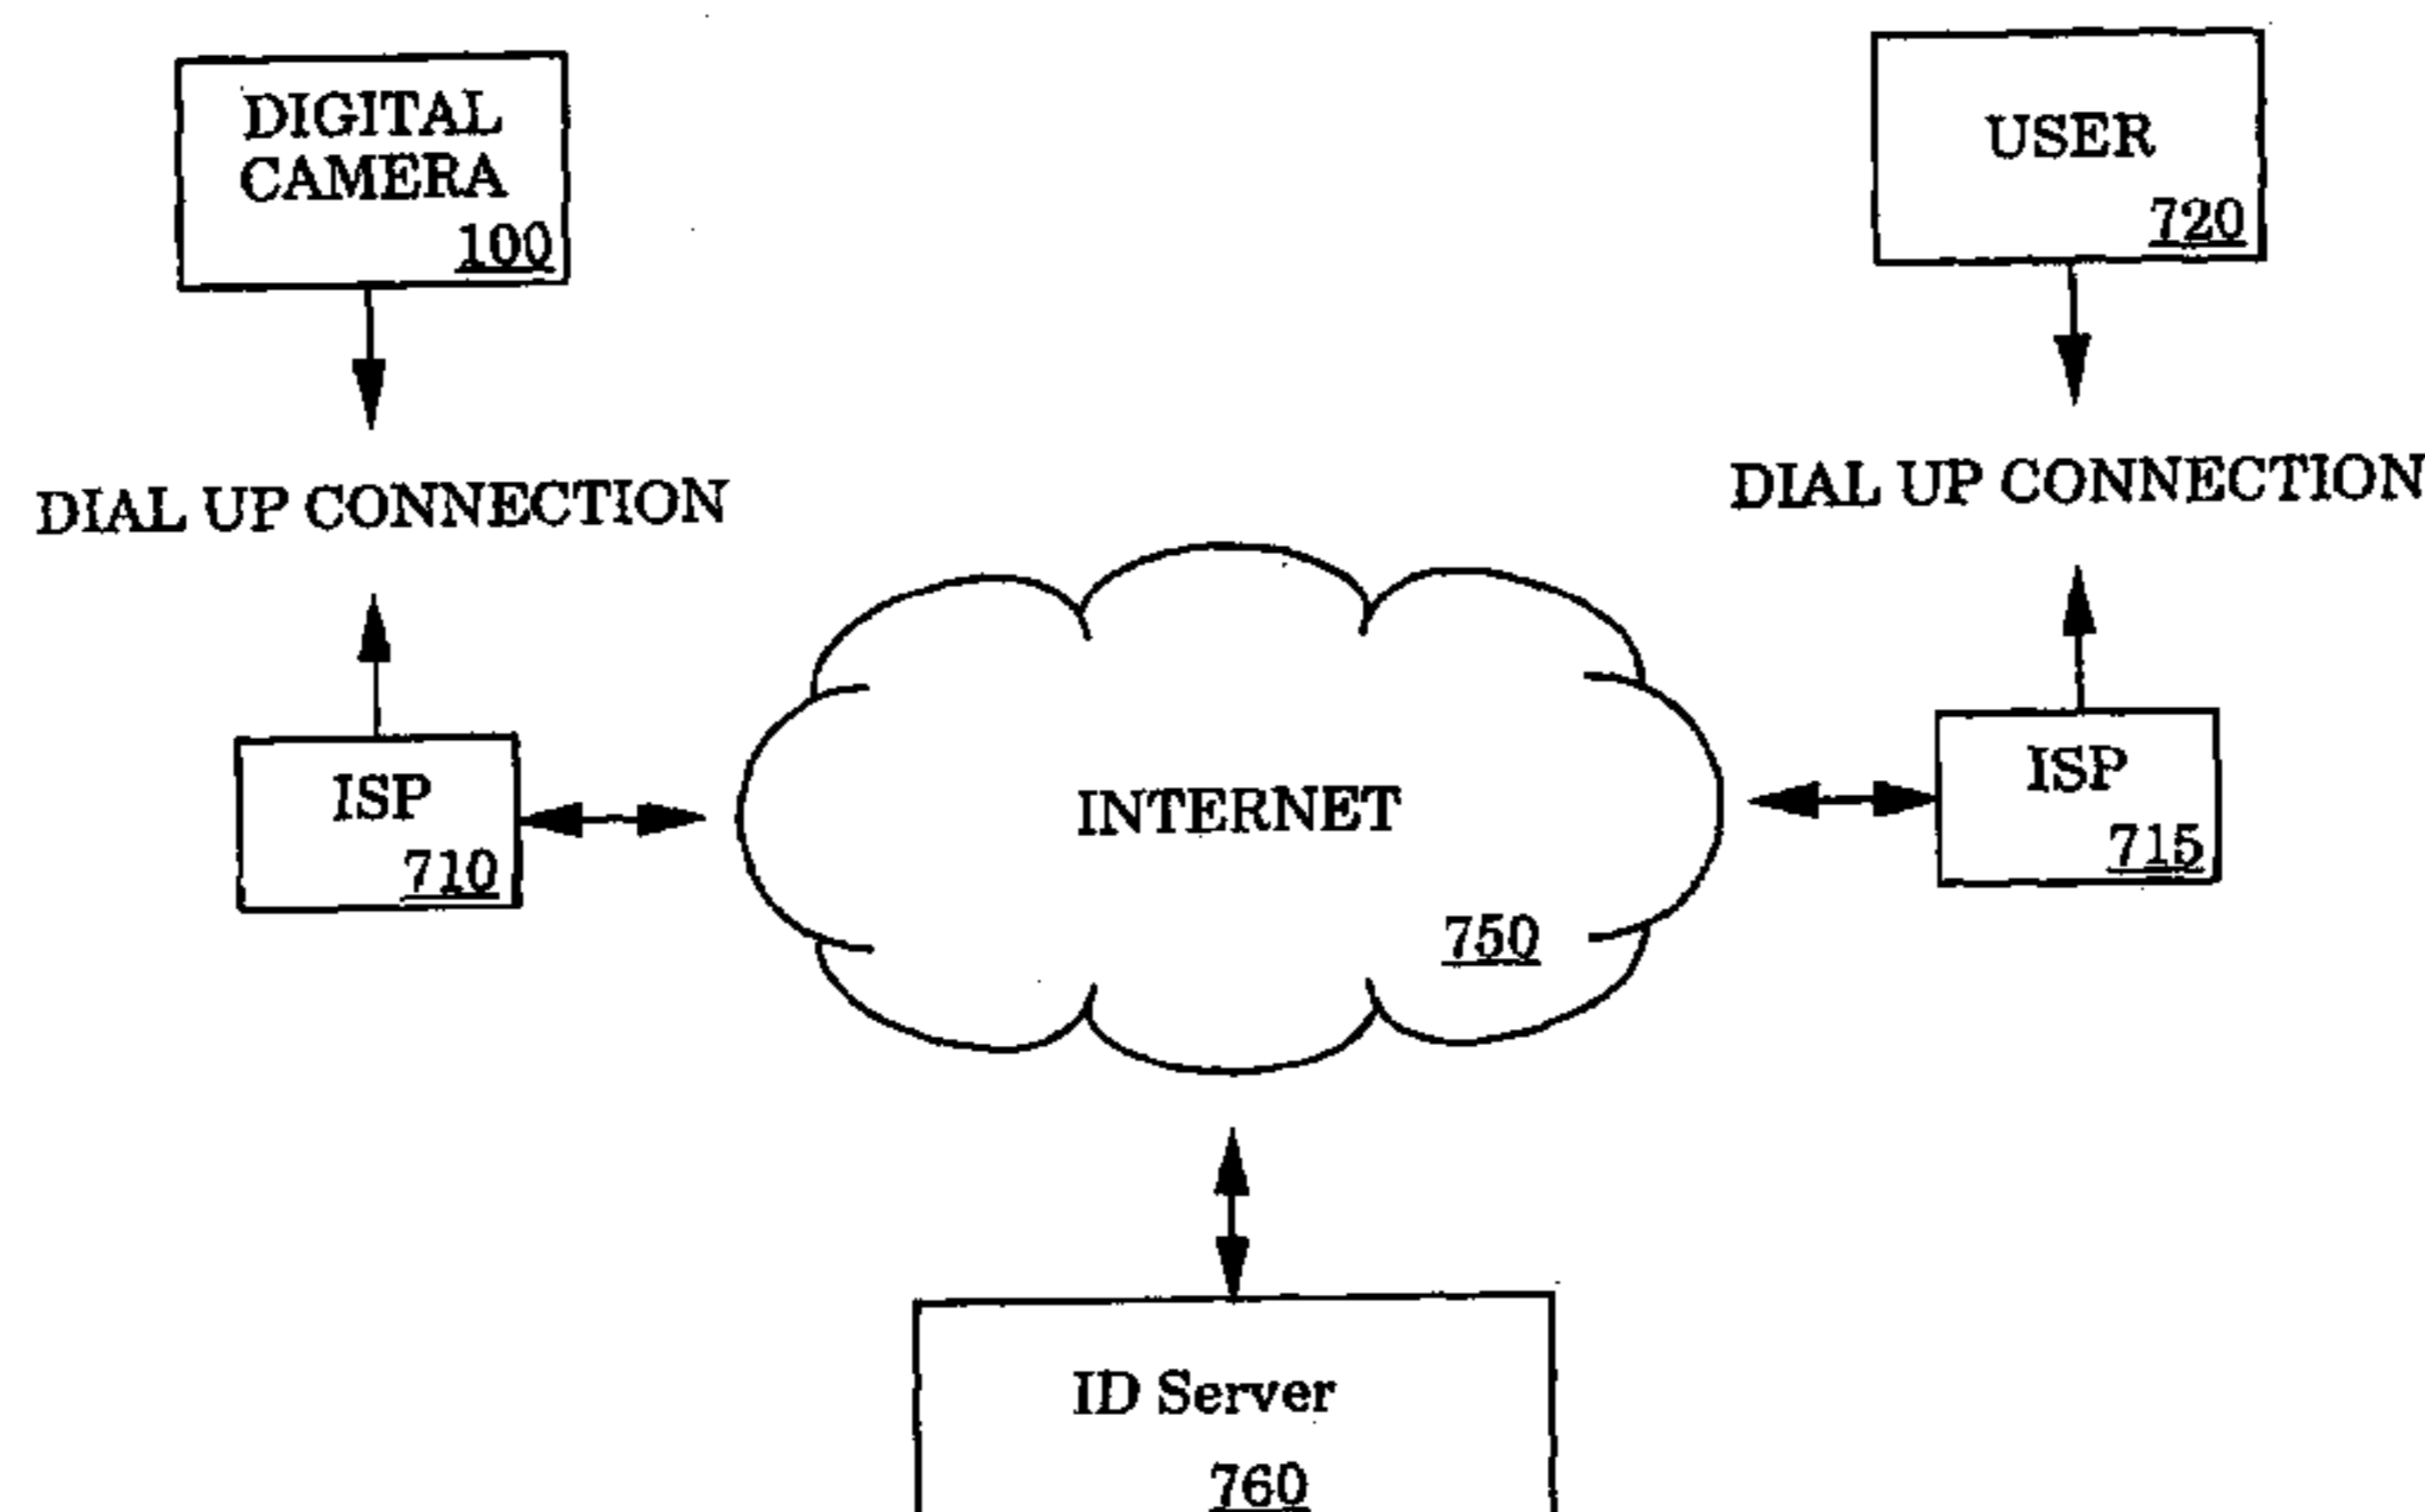 DIGITAL
CAMERA
100
USER
720
DIAL UP CONNECTION
DIAL UP CONNECTION
ISP
710
INTERNET
750
ISP
715
ID Server
760